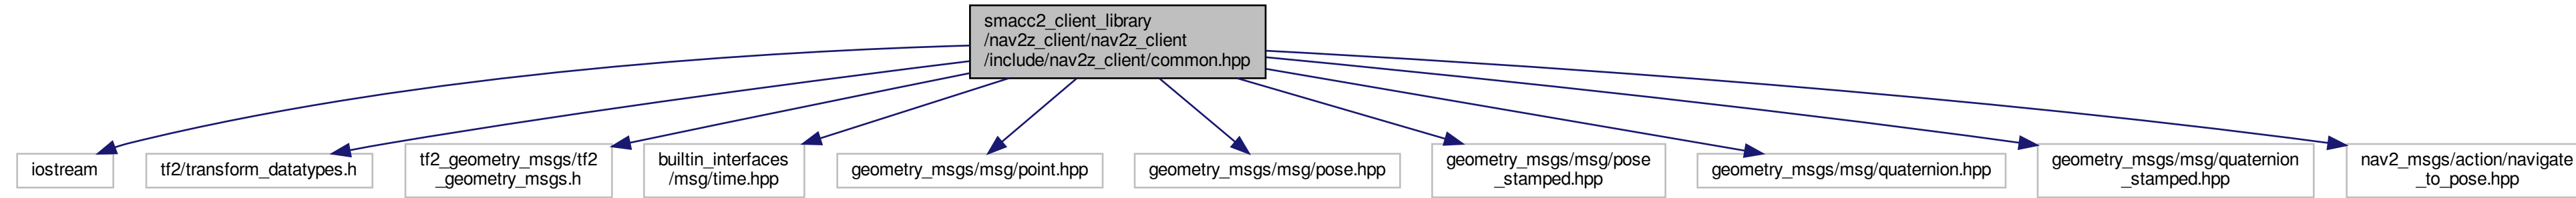 smacc2_client_library
/nav2z_client/nav2z_client
/include/nav2z_client/common.hpp
iostream
tf2/transform_datatypes.h
tf2_geometry_msgs/tf2
_geometry_msgs.h
builtin_interfaces
/msg/time.hpp
geometry_msgs/msg/point.hpp
geometry_msgs/msg/pose.hpp
geometry_msgs/msg/pose
_stamped.hpp
geometry_msgs/msg/quaternion.hpp
geometry_msgs/msg/quaternion
_stamped.hpp
nav2_msgs/action/navigate
_to_pose.hpp